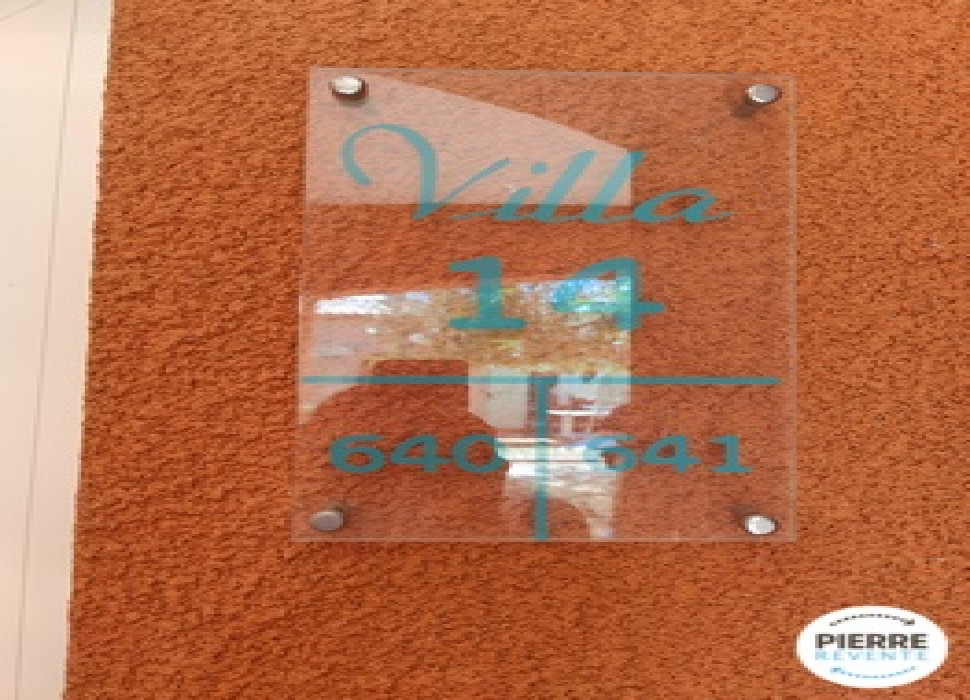 Villa
14
640 641
PIERRE
REVENTE